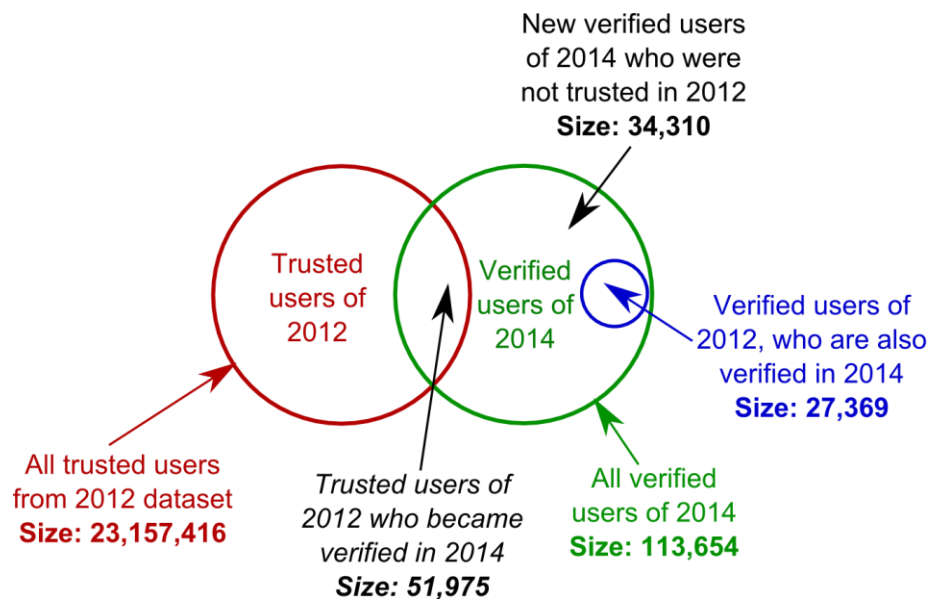 New verified users
of 2014 who were
not trusted in 2012
Size: 34,310
Trusted
users of
2012
Verified
users of
2014
Verified users of
2012, who are also
verified in 2014
Size: 27,369
All trusted users
from 2012 dataset
Size: 23,157,416
Trusted users of
2012 who became
verified in 2014
Size: 51,975
All verified
users of 2014
Size: 113,654